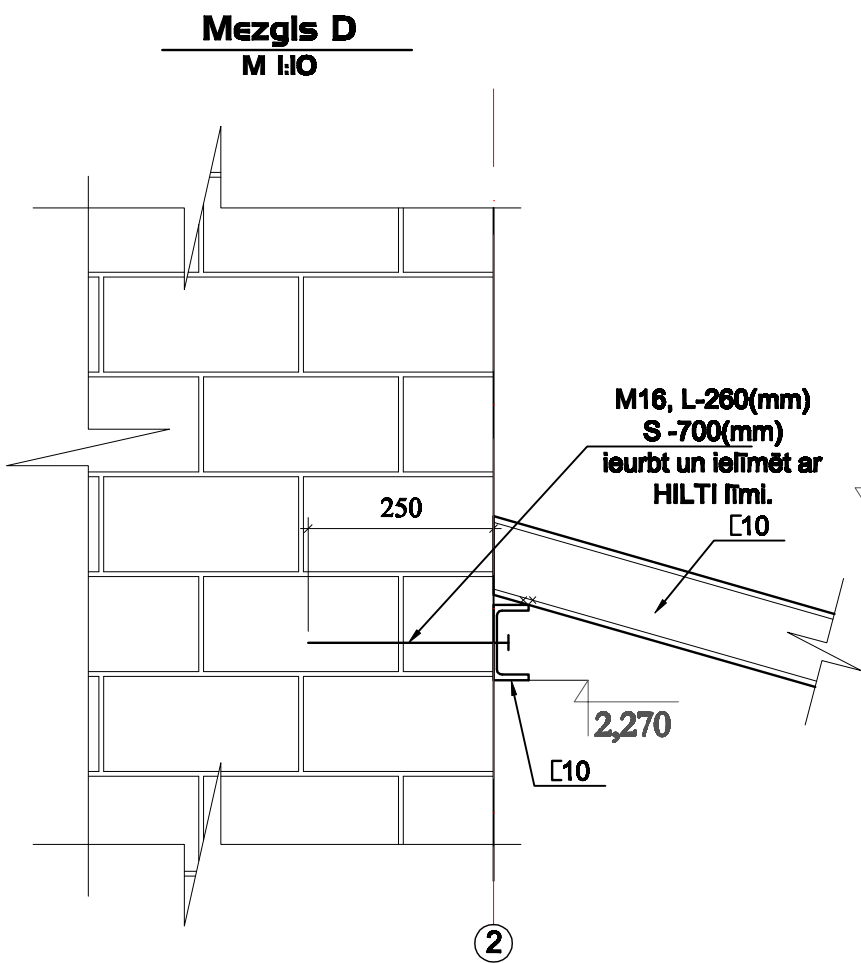 Mezgls D
M 1:10
M16, L-260(mm)
S -700(mm)
ieurbt un ielīmēt ar
HILTI līmi.
250
[10
2,270
[10
2